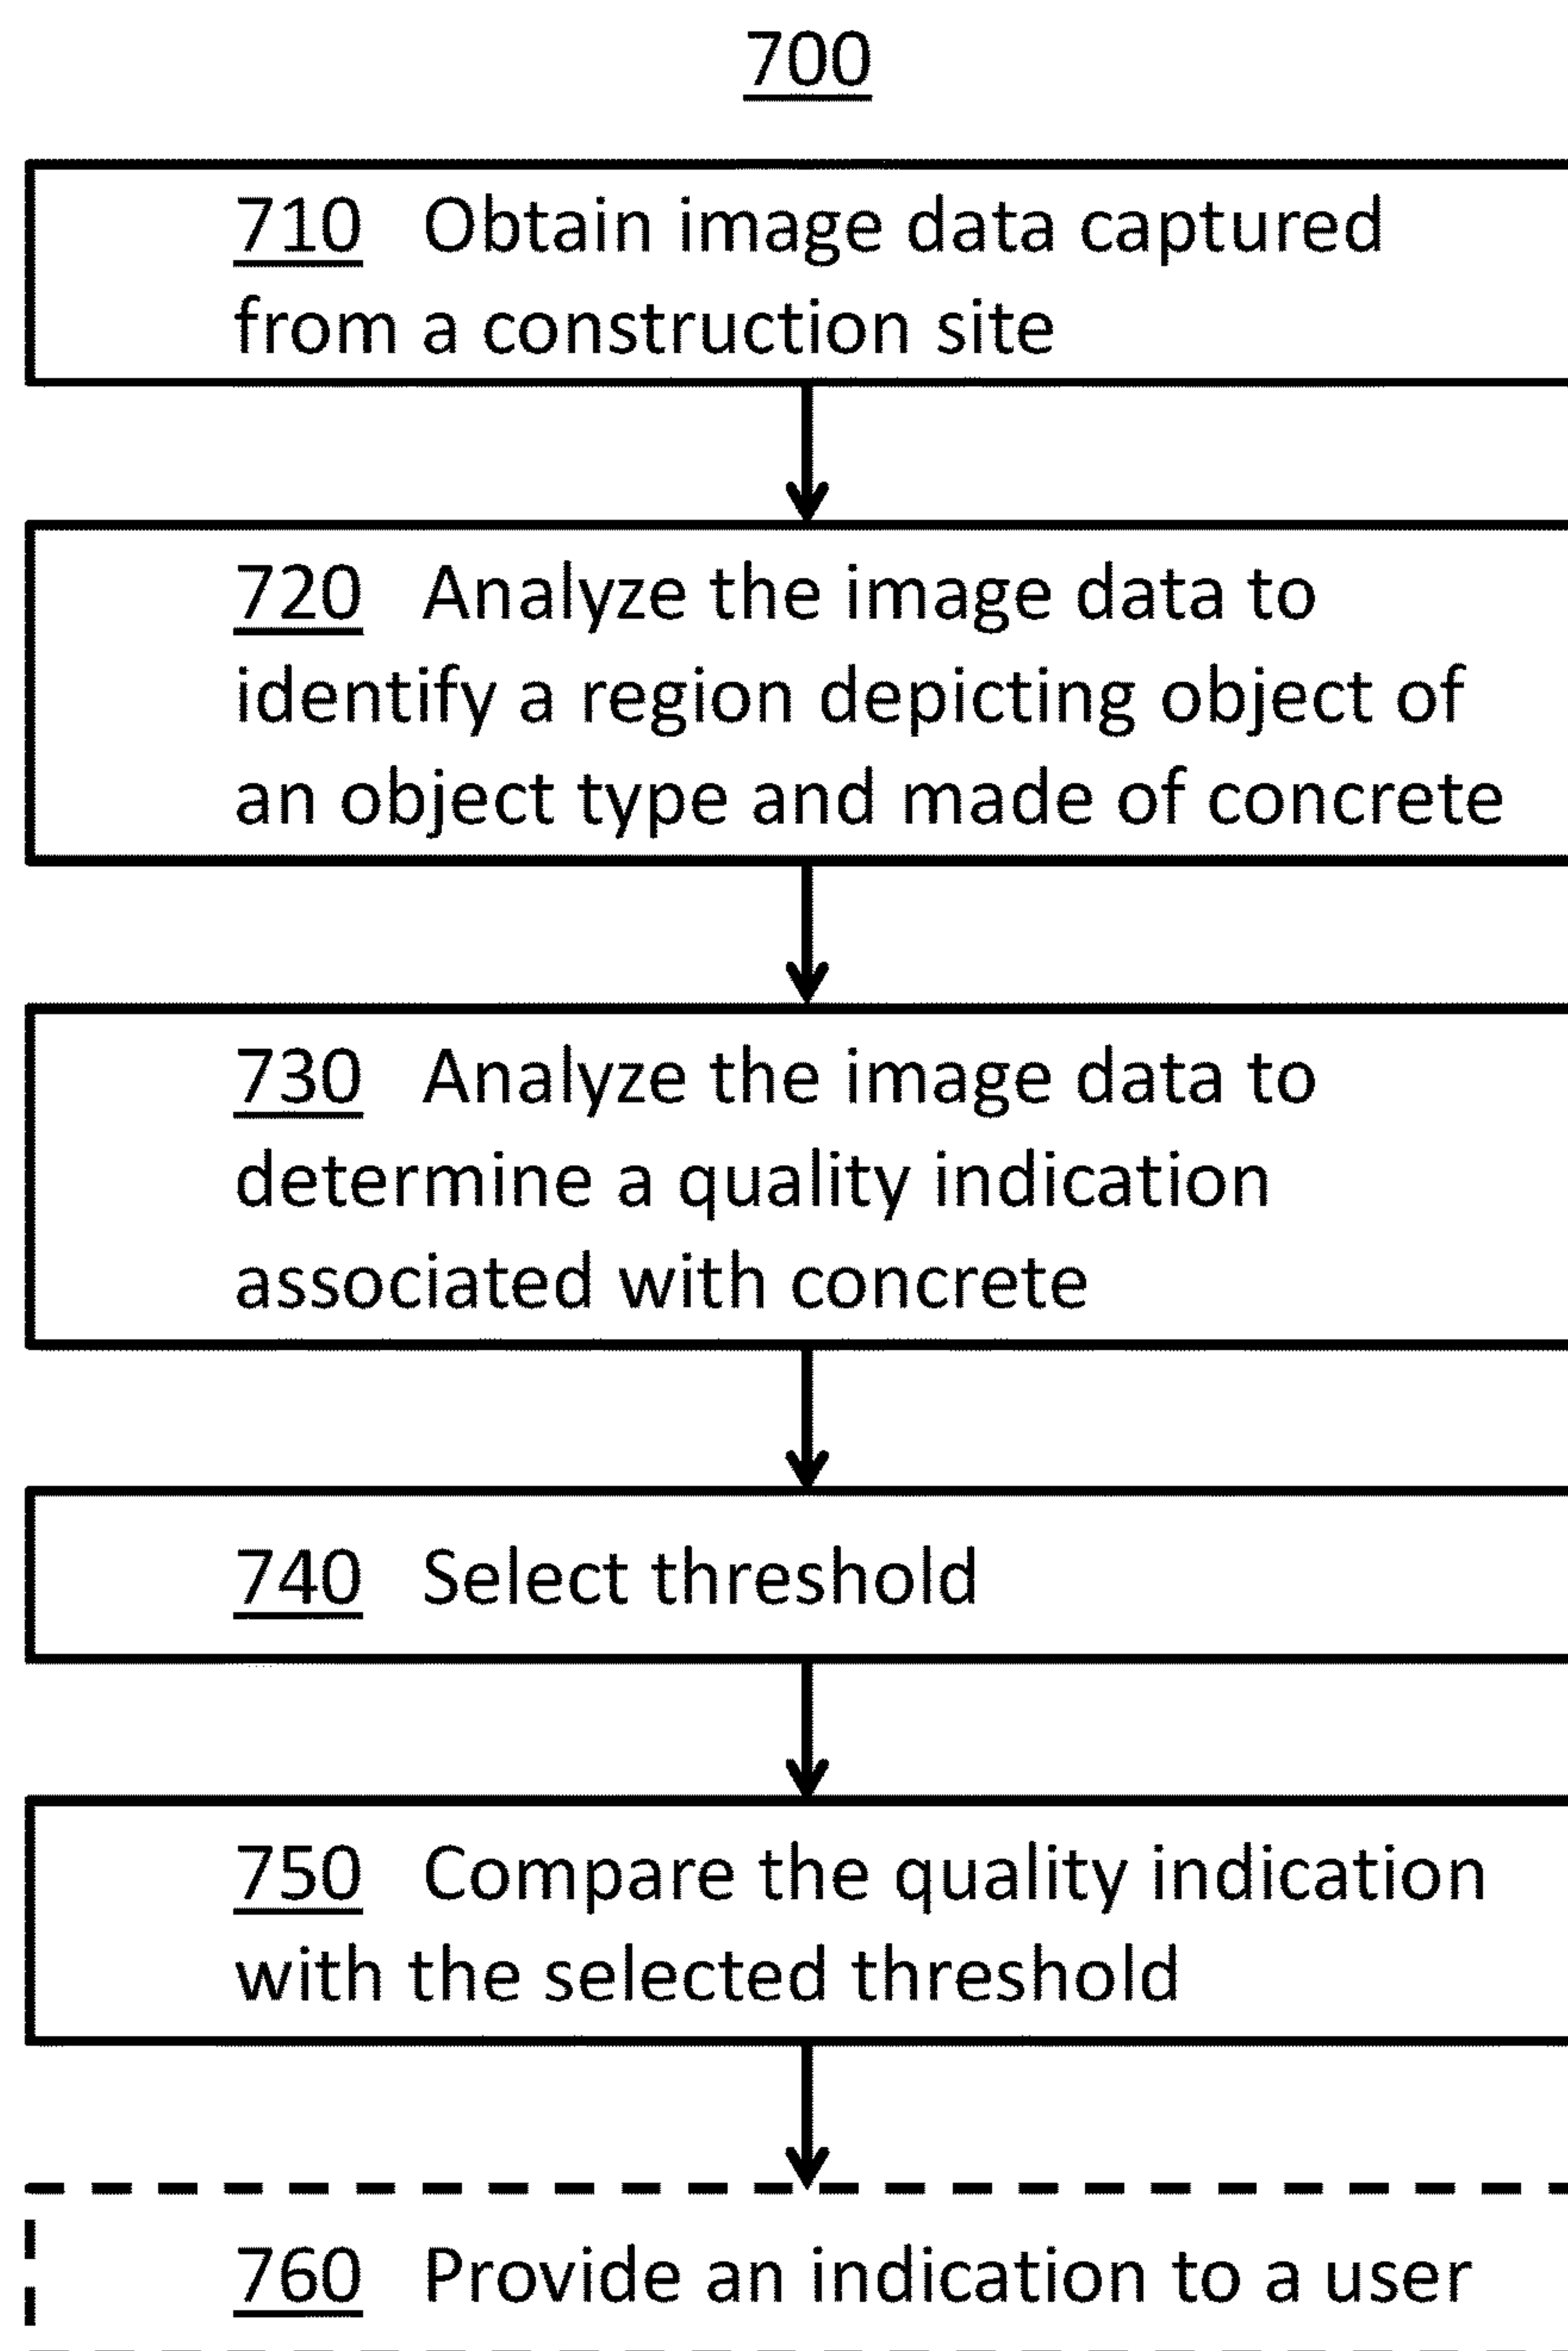 700
710 Obtain image data captured
from a construction site
720 Analyze the image data to
identify a region depicting object of
an object type and made of concrete
730 Analyze the image data to
determine a quality indication
associated with concrete
740 Select threshold
750 Compare the quality indication
with the selected threshold
760 Provide an indication to a user